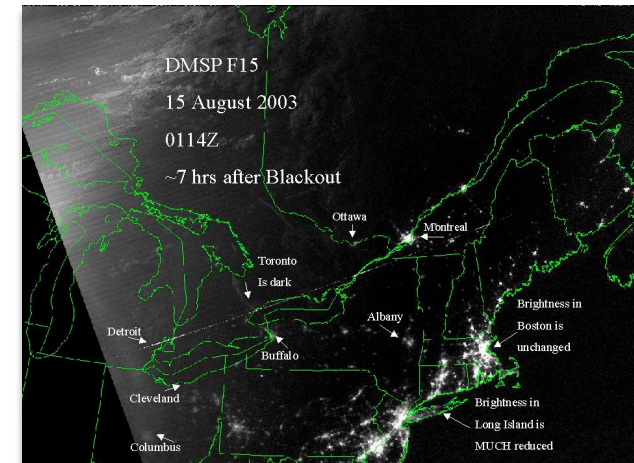 DMSP F15
15 August 2003
0114Z
~7 hrs after Blackout
Ottawa
Montreal
Toronto
Is dark
Detroit
Buffalo
Albany
Brightness in
Boston is
unchanged
Cleveland
Brightness in
Long Island is
MUCH reduced
Columbus